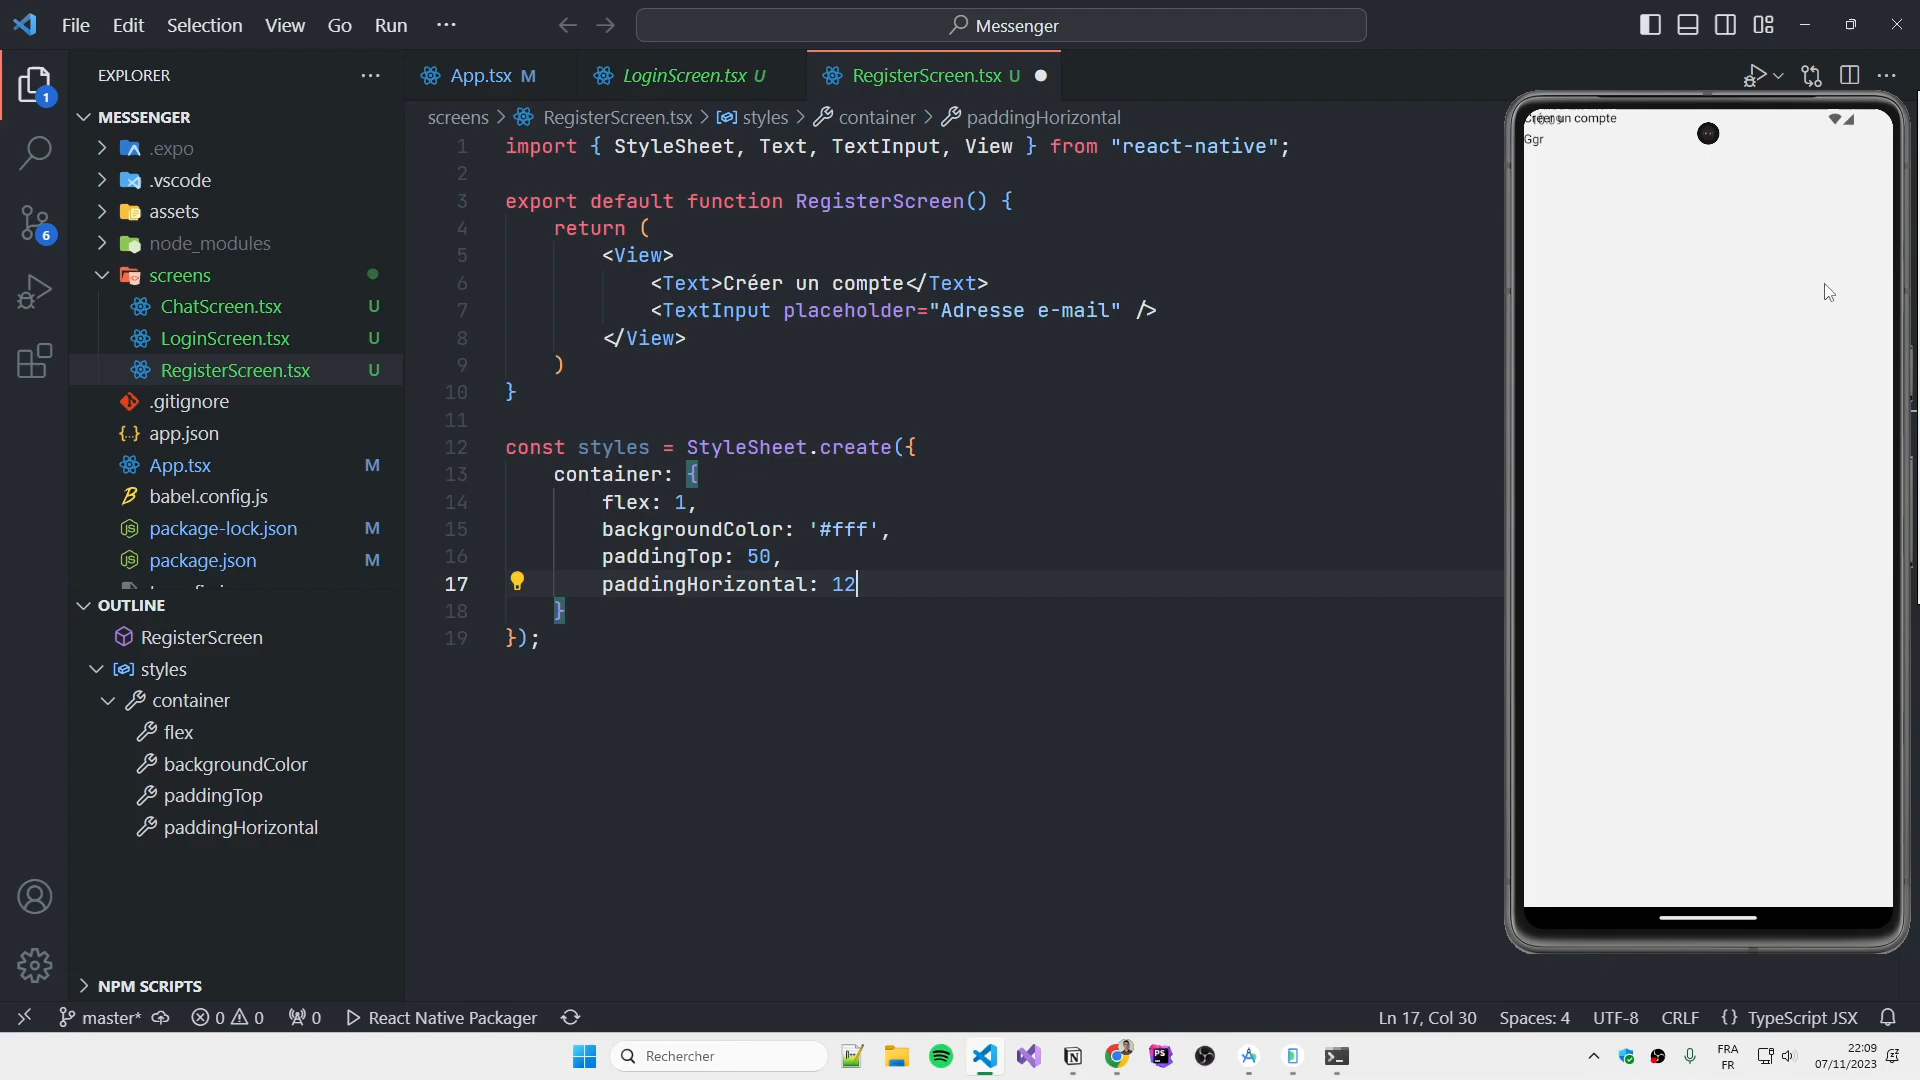 File Edit Selection View Go Run ···
Messenger
EXPLORER
App.tsx M
LoginScreen.tsx U
RegisterScreen.tsx U
MESSENGER
screens > RegisterScreen.tsx > styles > container > paddingHorizontal
.expo
.vscode
assets
node_modules
screens
ChatScreen.tsx U
LoginScreen.tsx U
RegisterScreen.tsx U
.gitignore
app.json
App.tsx M
babel.config.js
package-lock.json M
package.json M
OUTLINE
RegisterScreen
styles
container
flex
backgroundColor
paddingTop
paddingHorizontal
NPM SCRIPTS
1
6
1 import { StyleSheet, Text, TextInput, View } from "react-native";
2
3 export default function RegisterScreen() {
4 return (
5 <View>
6 <Text>Créer un compte</Text>
7 <TextInput placeholder="Adresse e-mail" />
8 </View>
9 )
10 }
11
12 const styles = StyleSheet.create({
13 container: {
14 flex: 1,
15 backgroundColor: '#fff',
16 paddingTop: 50,
17 paddingHorizontal: 12
18 }
19 });
Créer un compte
Ggr
master* 0 0 0 React Native Packager
Ln 17, Col 30 Spaces: 4 UTF-8 CRLF {} TypeScript JSX
Rechercher
FRA
FR
22:09
07/11/2023